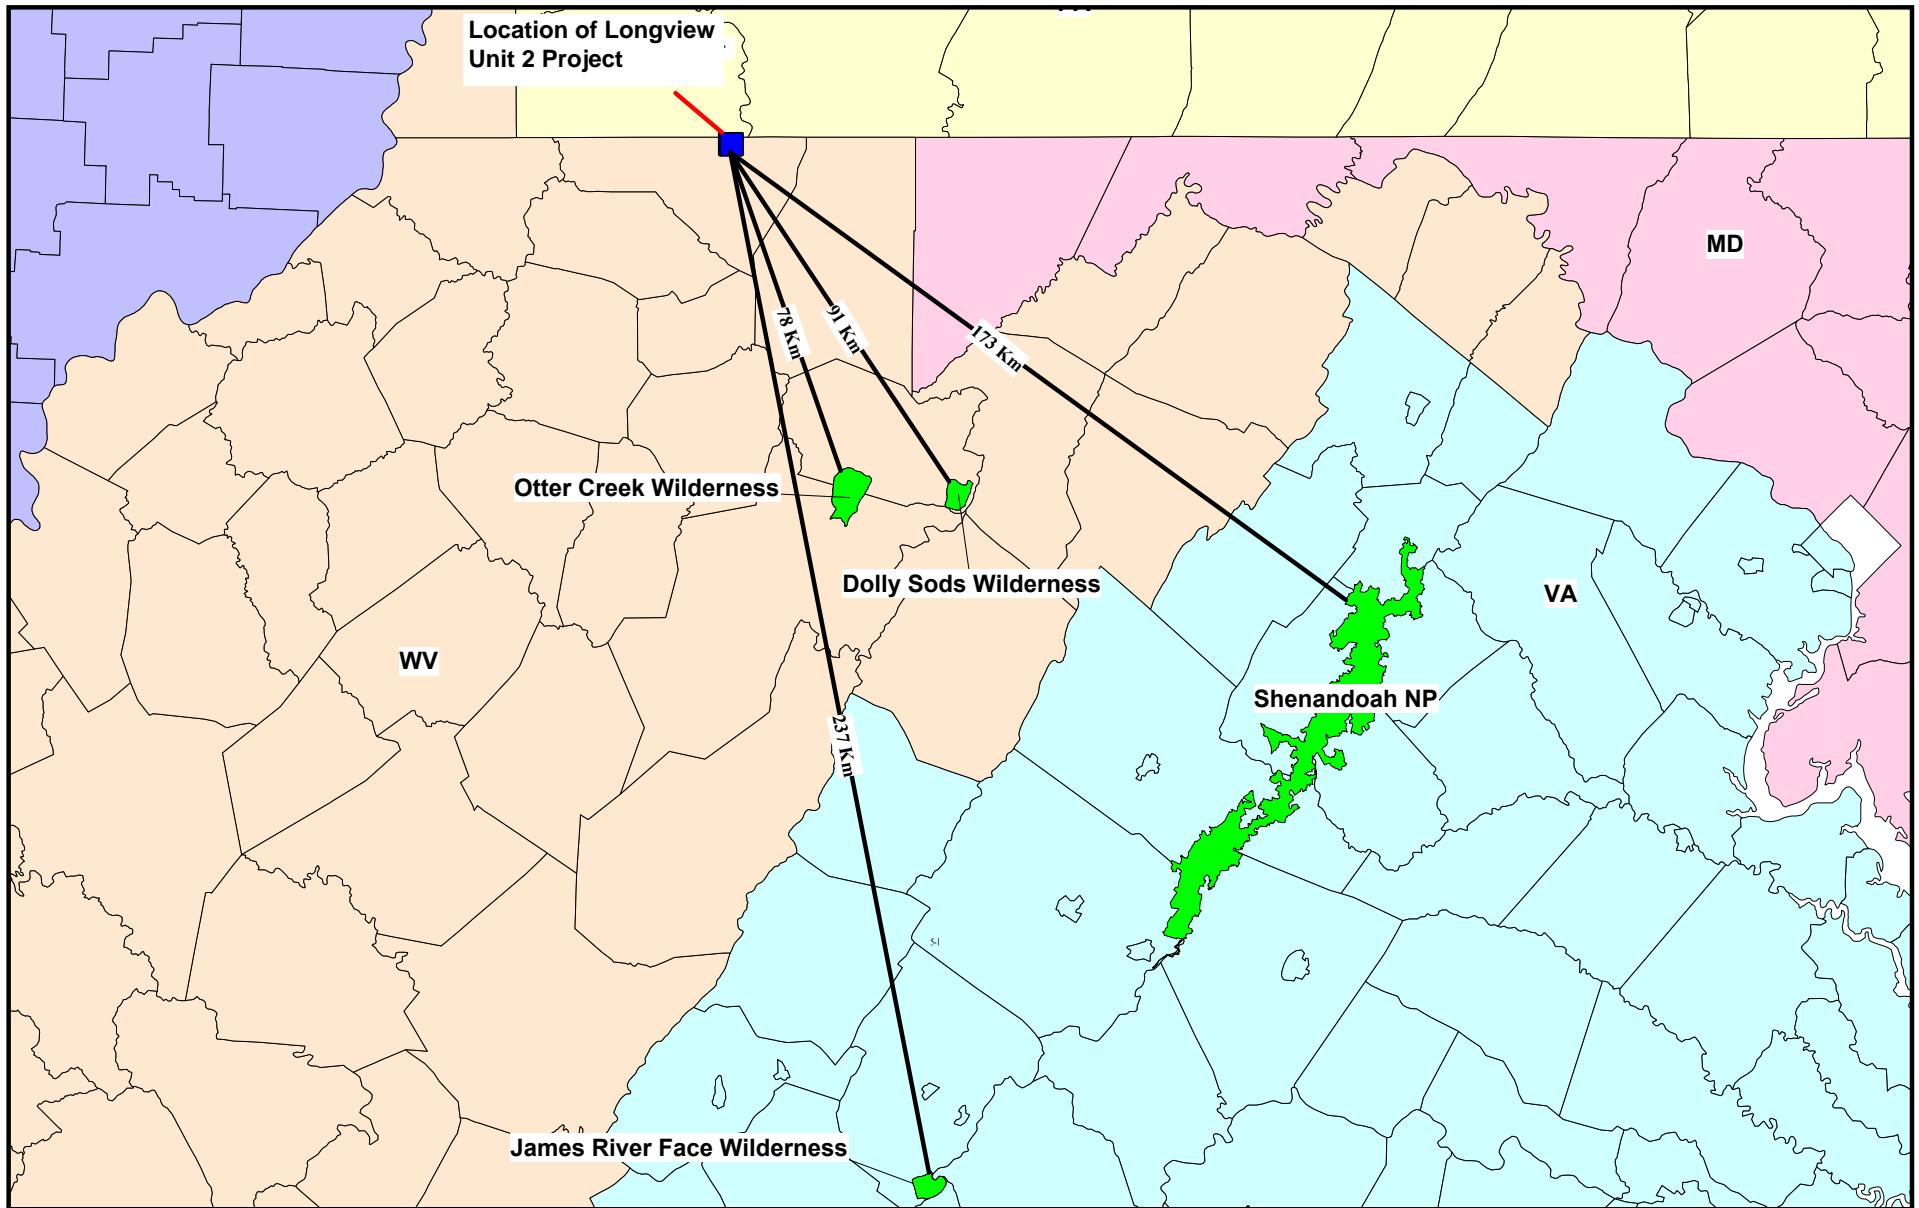 Location of Longview
Unit 2 Project
MD
78 Km
91 Km
173 Km
Otter Creek Wilderness
Dolly Sods Wilderness
VA
WV
Shenandoah NP
237 Km
James River Face Wilderness